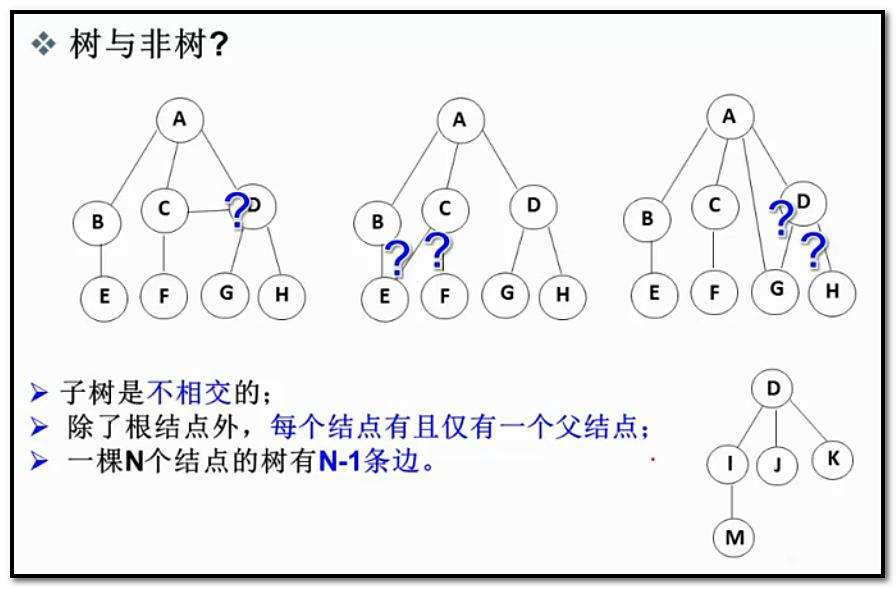 树与非树?
A A A
B C ? D B C D B C ? D
? ? ?
E F G H E F G H E F G H
子树是不相交的；
除了根结点外，每个结点有且仅有一个父结点；
一棵N个结点的树有N-1条边。
D
I J K
M